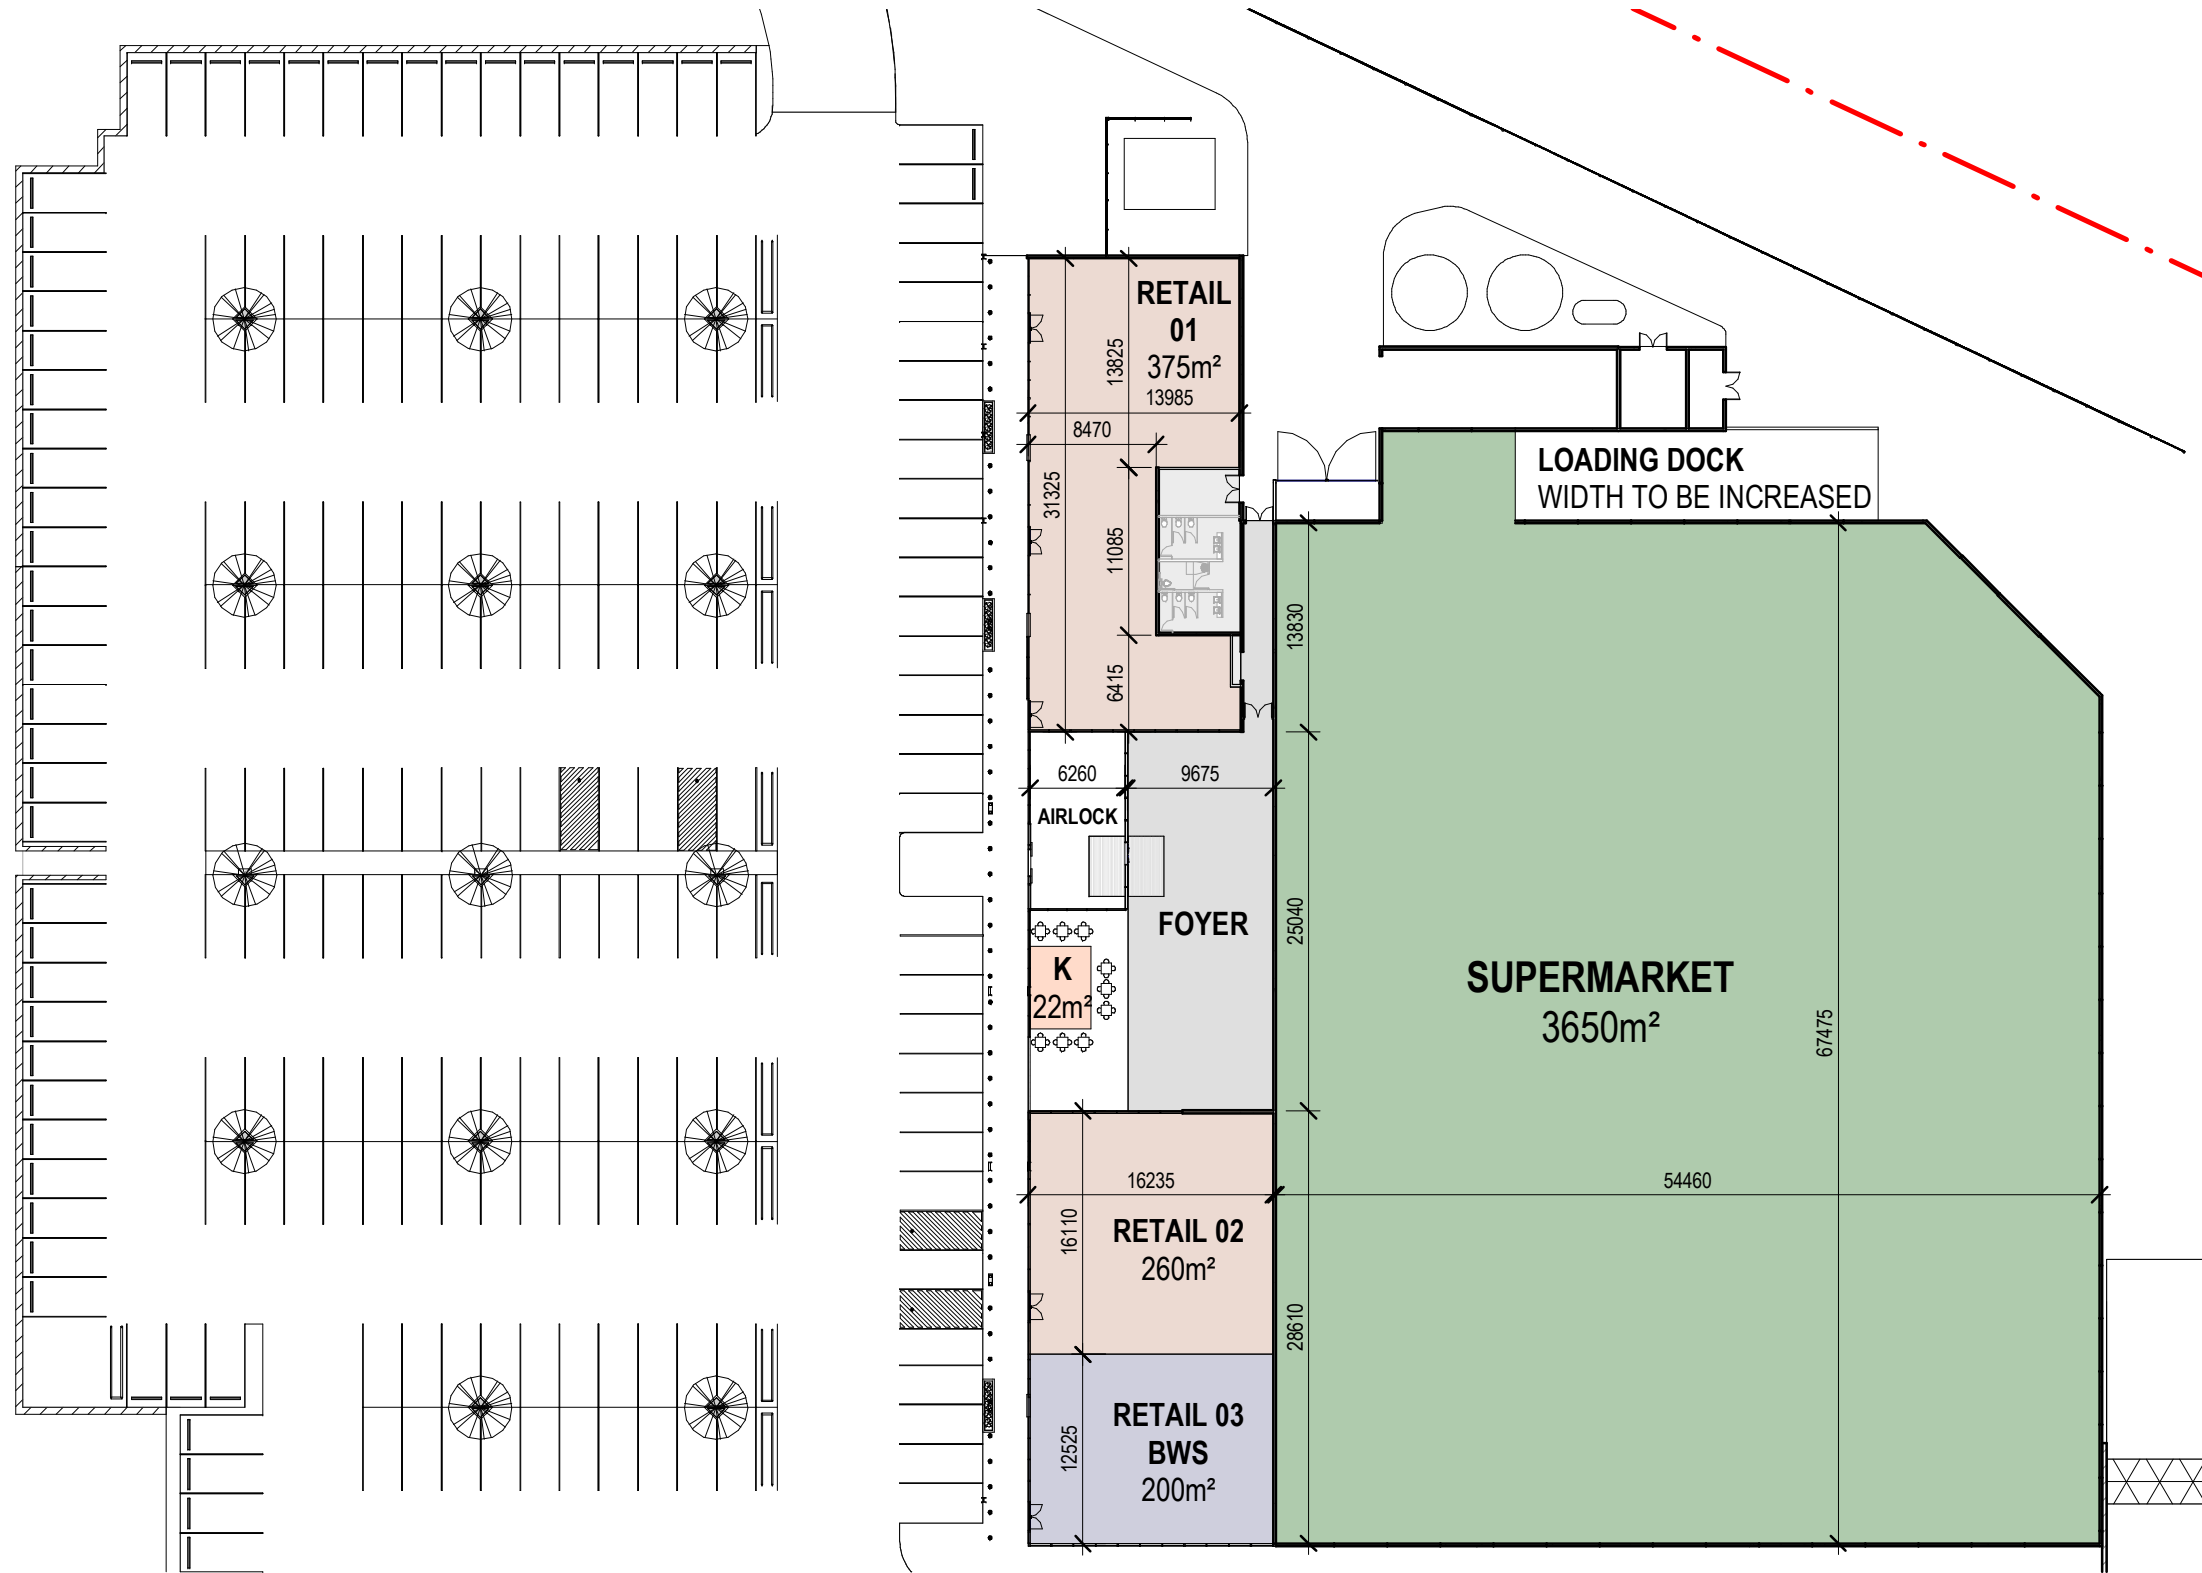 RETAIL
01
375m²
13825
13985
8470
31325
11085
6415
LOADING DOCK
WIDTH TO BE INCREASED
13830
6260
9675
AIRLOCK
FOYER
25040
K
22m²
SUPERMARKET
3650m²
67475
16235
54460
16110
RETAIL 02
260m²
28610
12525
RETAIL 03
BWS
200m²